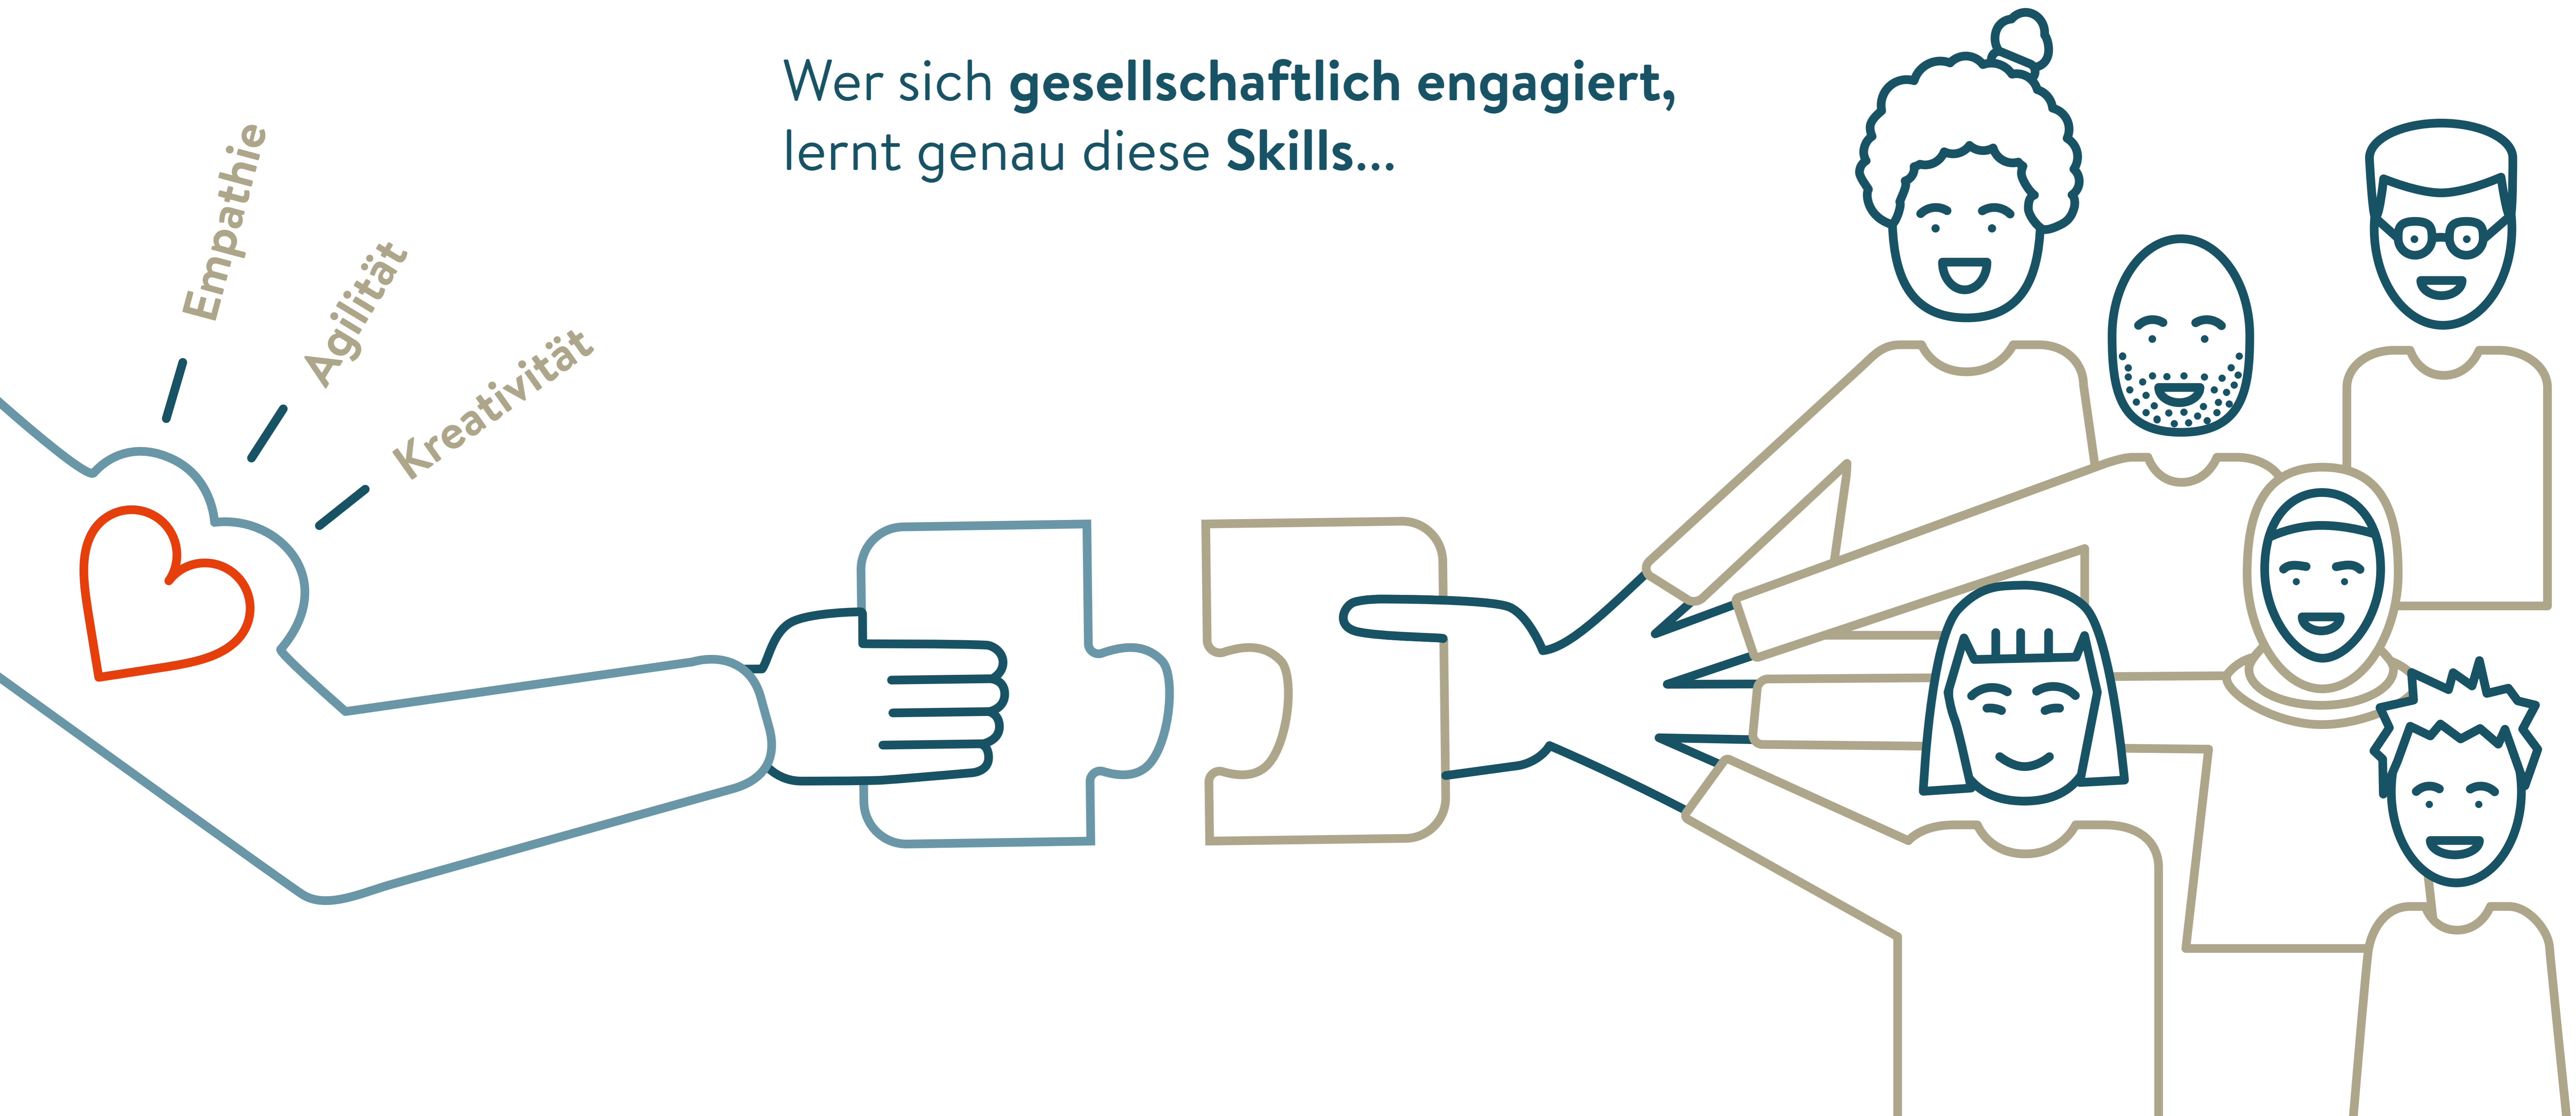 Wer sich gesellschaftlich engagiert,
lernt genau diese Skills...
Empathie
Agilität
Kreativität